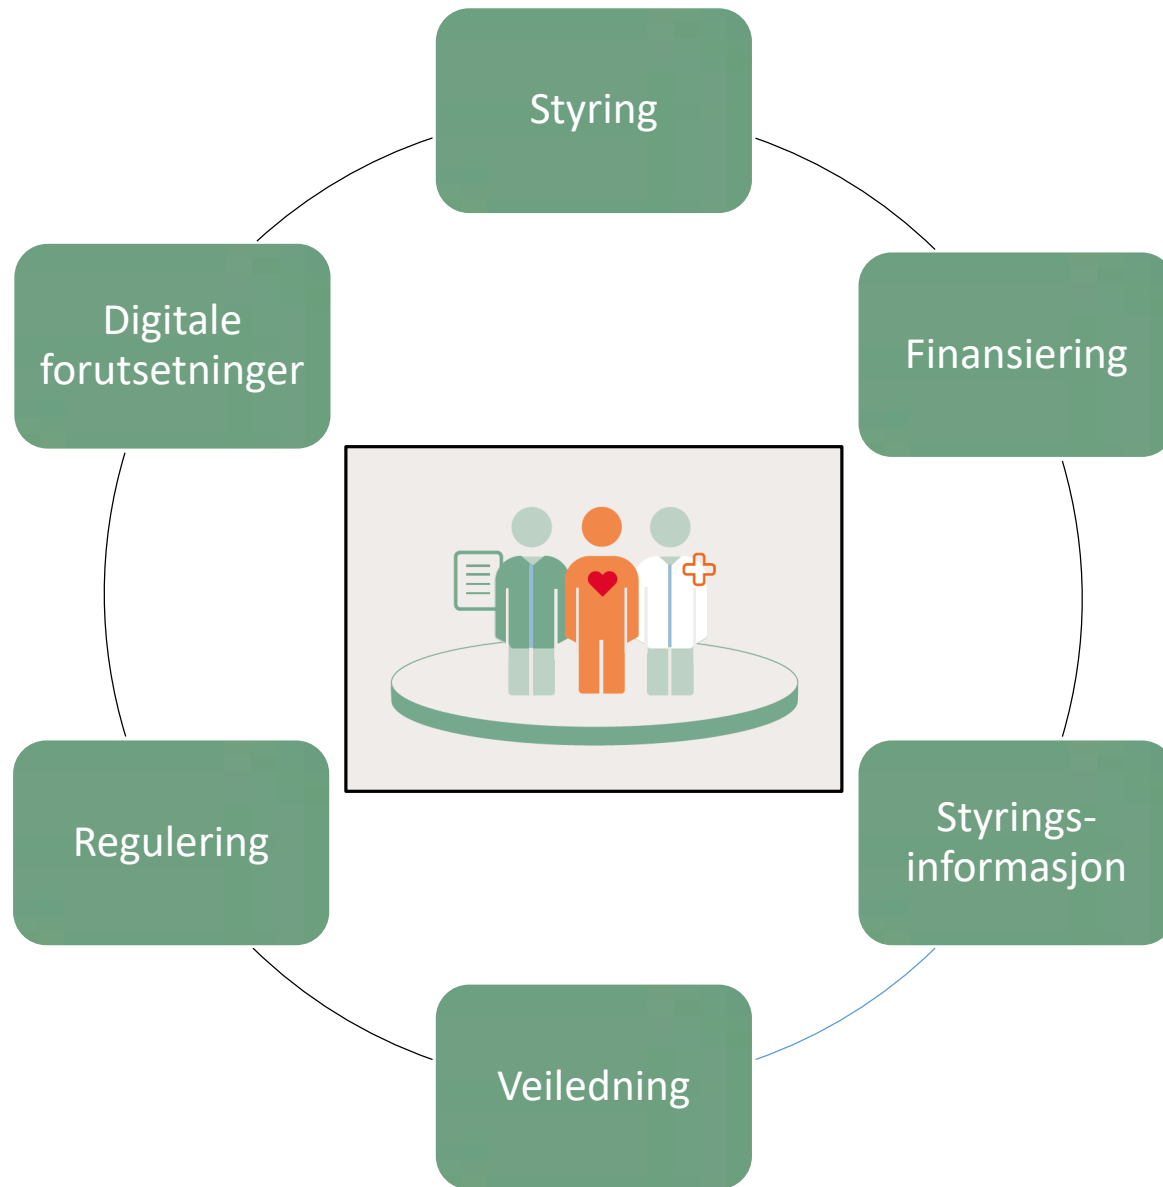 Styring
Finansiering
Styrings-
informasjon
Veiledning
Regulering
Digitale
forutsetninger